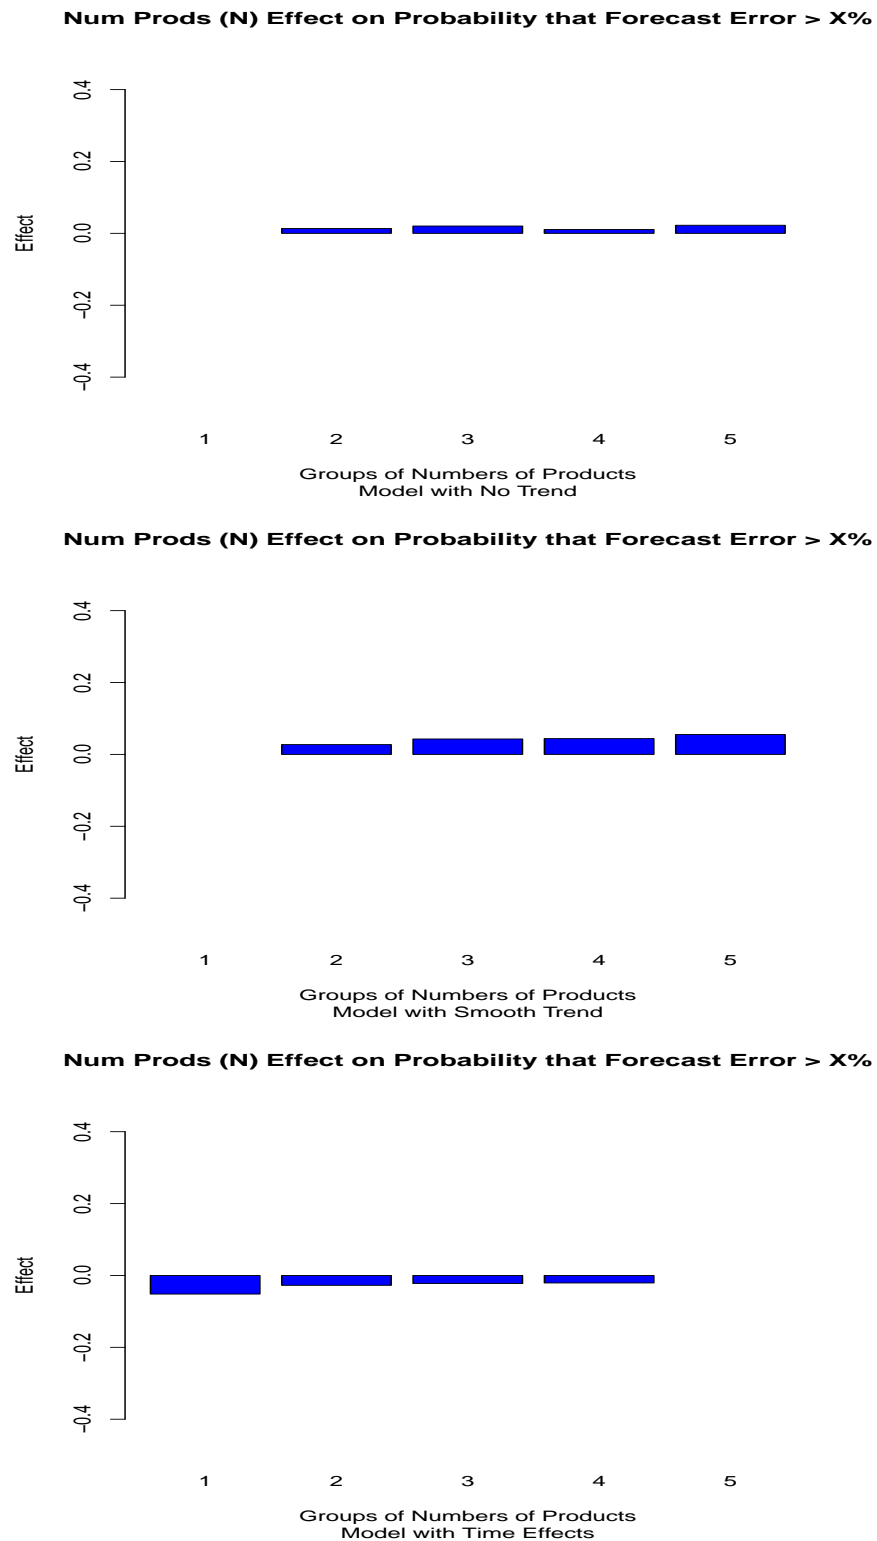 Num Prods (N) Effect on Probability that Forecast Error > X%
0.4
0.2
0.0
−0.2
−0.4
Effect
1 2 3 4 5
Groups of Numbers of Products
Model with No Trend
Num Prods (N) Effect on Probability that Forecast Error > X%
0.4
0.2
0.0
−0.2
−0.4
Effect
1 2 3 4 5
Groups of Numbers of Products
Model with Smooth Trend
Num Prods (N) Effect on Probability that Forecast Error > X%
0.4
0.2
0.0
−0.2
−0.4
Effect
1 2 3 4 5
Groups of Numbers of Products
Model with Time Effects